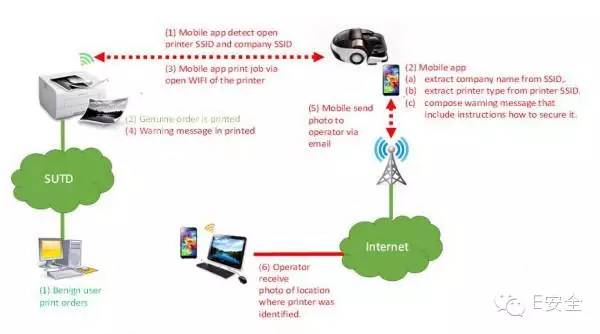 (1) Mobile app detect open
printer SSID and company SSID
(3) Mobile app print job via
open WIFI of the printer
(2) Mobile app
(a) extract company name from SSID,.
(b) extract printer type from printer SSID.
(c) compose warning message that
include instructions how to secure it.
(5) Mobile send
photo to
operator via
email
(2) Genuine order is printed
(4) Warning message in printed
SUTD
Internet
(1) Benign user
print orders
(6) Operator
receive
photo of location
where printer was
identified.
E安全